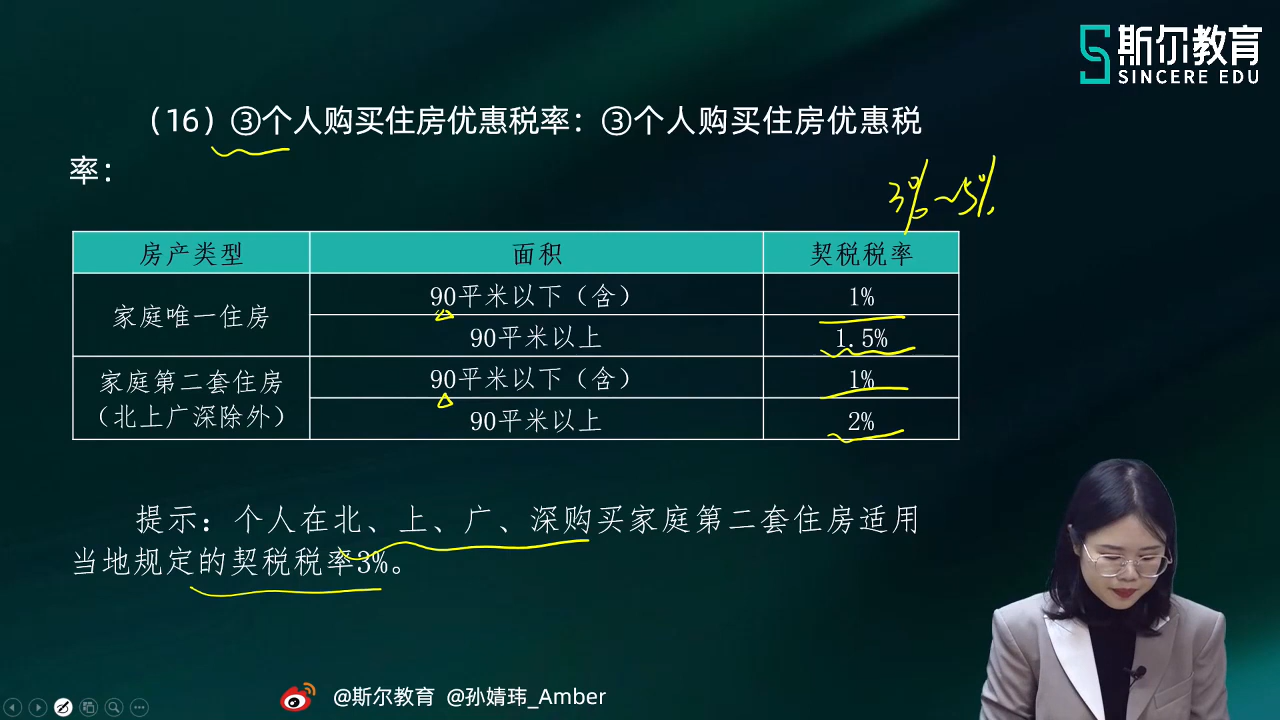 斯尔教育
SINCERE EDU
（16）③个人购买住房优惠税率：③个人购买住房优惠税
率：
3%~5%
房产类型 面积 契税税率
家庭唯一住房 90平米以下（含） 1%
90平米以上 1.5%
家庭第二套住房
（北上广深除外） 90平米以下（含） 1%
90平米以上 2%
提示：个人在北、上、广、深购买家庭第二套住房适用
当地规定的契税税率3%。
@斯尔教育 @孙婧玮_Amber